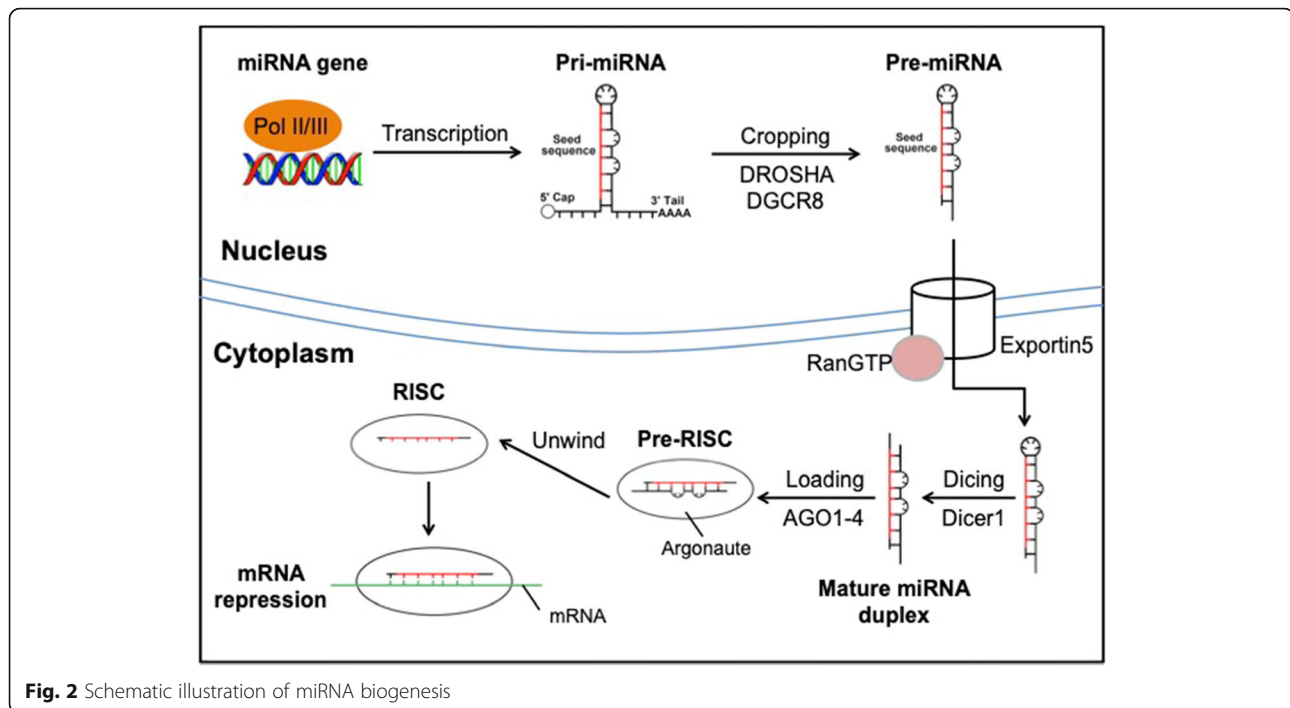 miRNA gene
Pol II/III
Transcription
Pri-miRNA
Seed
sequence
5' Cap
3' Tail
AAAA
Cropping
DROSHA
DGCR8
Pre-miRNA
Seed
sequence
Nucleus
Cytoplasm
RanGTP
Exportin5
Dicing
Dicer1
Mature miRNA
duplex
Loading
AGO1-4
Pre-RISC
Argonaute
Unwind
RISC
mRNA
repression
mRNA
Fig. 2 Schematic illustration of miRNA biogenesis